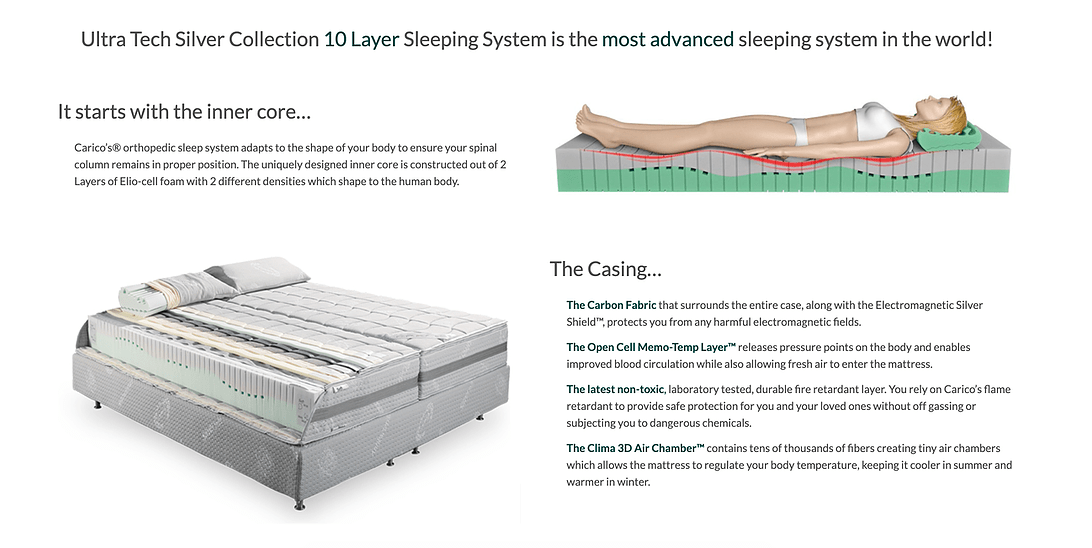 Ultra Tech Silver Collection 10 Layer Sleeping System is the most advanced sleeping system in the world!
It starts with the inner core...
Carico's® orthopedic sleep system adapts to the shape of your body to ensure your spinal
column remains in proper position. The uniquely designed inner core is constructed out of 2
Layers of Elio-cell foam with 2 different densities which shape to the human body.
The Casing...
The Carbon Fabric that surrounds the entire case, along with the Electromagnetic Silver
Shield™, protects you from any harmful electromagnetic fields.
The Open Cell Memo-Temp Layer™ releases pressure points on the body and enables
improved blood circulation while also allowing fresh air to enter the mattress.
The latest non-toxic, laboratory tested, durable fire retardant layer. You rely on Carico's flame
retardant to provide safe protection for you and your loved ones without off gassing or
subjecting you to dangerous chemicals.
The Clima 3D Air Chamber™ contains tens of thousands of fibers creating tiny air chambers
which allows the mattress to regulate your body temperature, keeping it cooler in summer and
warmer in winter.